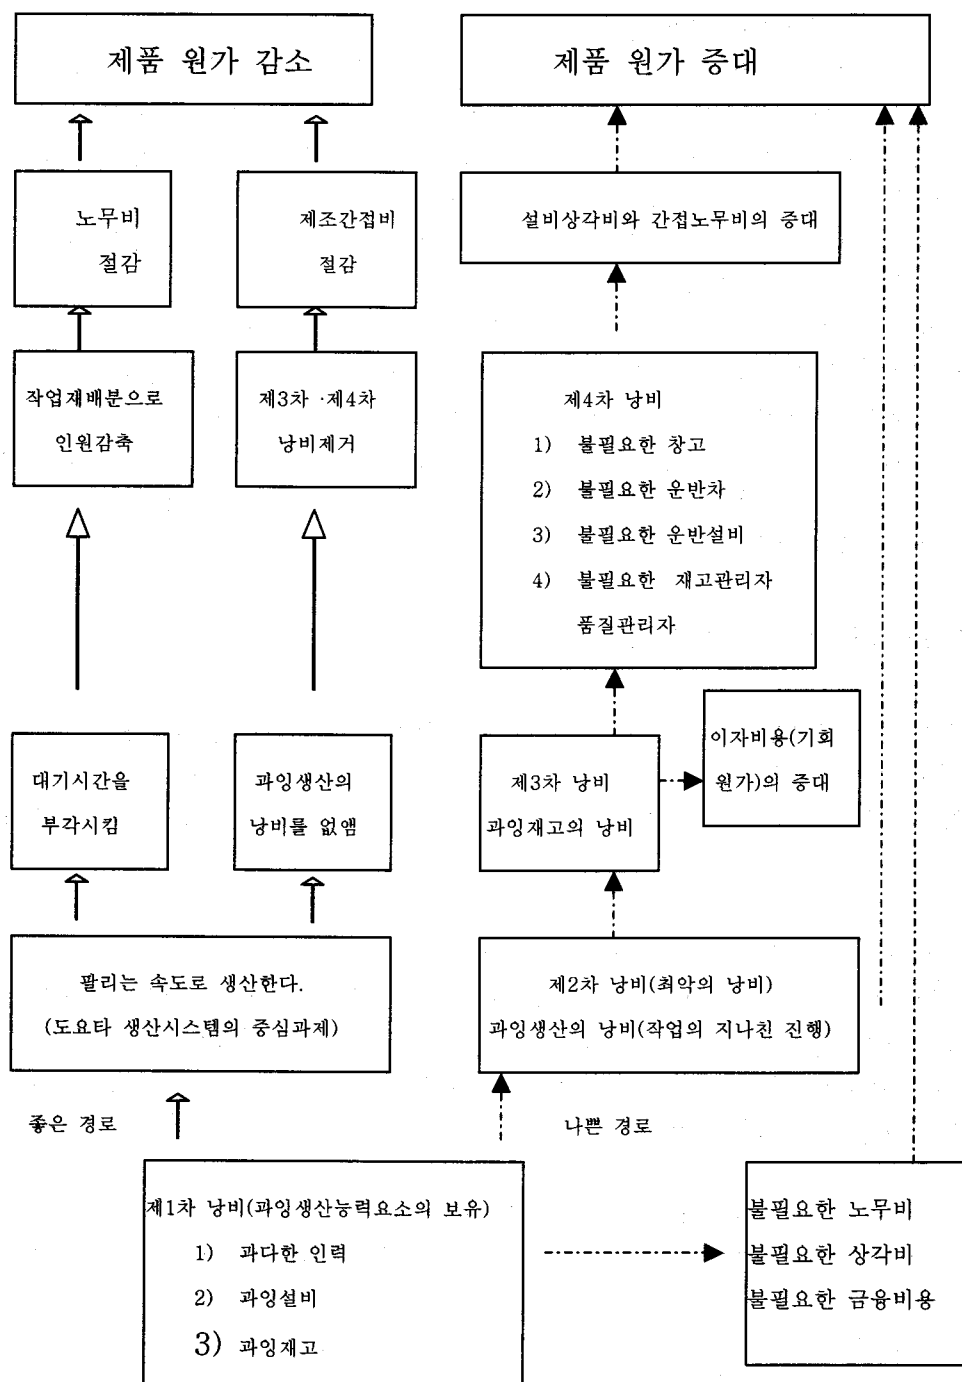 제품 원가 감소
제품 원가 증대
노무비
절감
제조간접비
절감
설비상각비와 간접노무비의 증대
작업재배분으로
인원감축
제3차 ·제4차
낭비제거
제4차 낭비
1) 불필요한 창고
2) 불필요한 운반차
3) 불필요한 운반설비
4) 불필요한 재고관리자
품질관리자
대기시간을
부각시킴
과잉생산의
낭비를 없앰
제3차 낭비
과잉재고의 낭비
이자비용(기회
원가)의 증대
팔리는 속도로 생산한다.
(도요타 생산시스템의 중심과제)
제2차 낭비(최악의 낭비)
과잉생산의 낭비(작업의 지나친 진행)
좋은 경로
나쁜 경로
제1차 낭비(과잉생산능력요소의 보유)
1) 과다한 인력
2) 과잉설비
3) 과잉재고
불필요한 노무비
불필요한 상각비
불필요한 금융비용